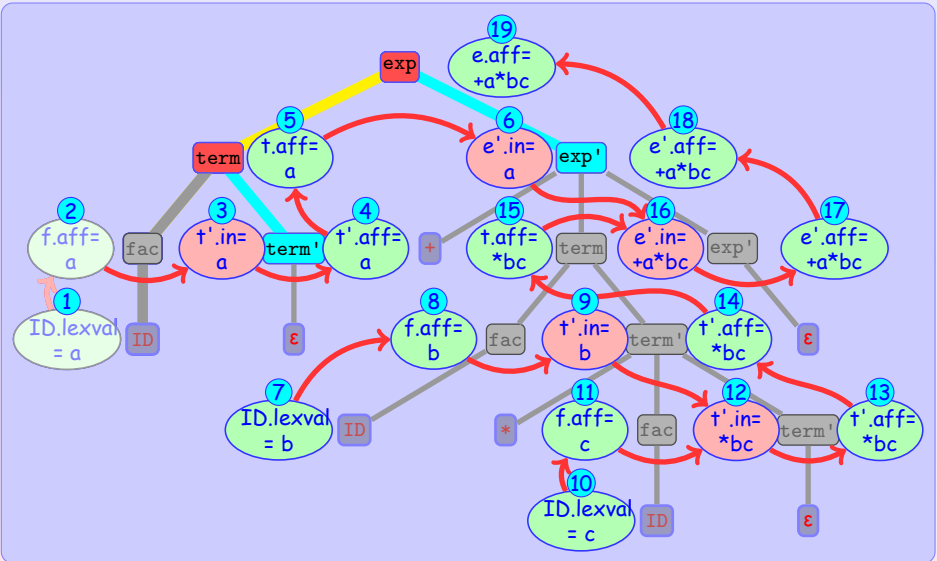 19
e.aff=
+a*bc
exp
5
t.aff=
a
6
e'.in=
a
18
e'.aff=
+a*bc
term
exp'
2
f.aff=
a
3
t'.in=
a
4
t'.aff=
a
15
t.aff=
*bc
16
e'.in=
+a*bc
17
e'.aff=
+a*bc
fac
term'
+
term
exp'
1
ID.lexval
= a
ID
ε
8
f.aff=
b
9
t'.in=
b
14
t'.aff=
*bc
fac
term'
ε
7
ID.lexval
= b
ID
*
11
f.aff=
c
fac
12
t'.in=
*bc
term'
13
t'.aff=
*bc
10
ID.lexval
= c
ID
ε